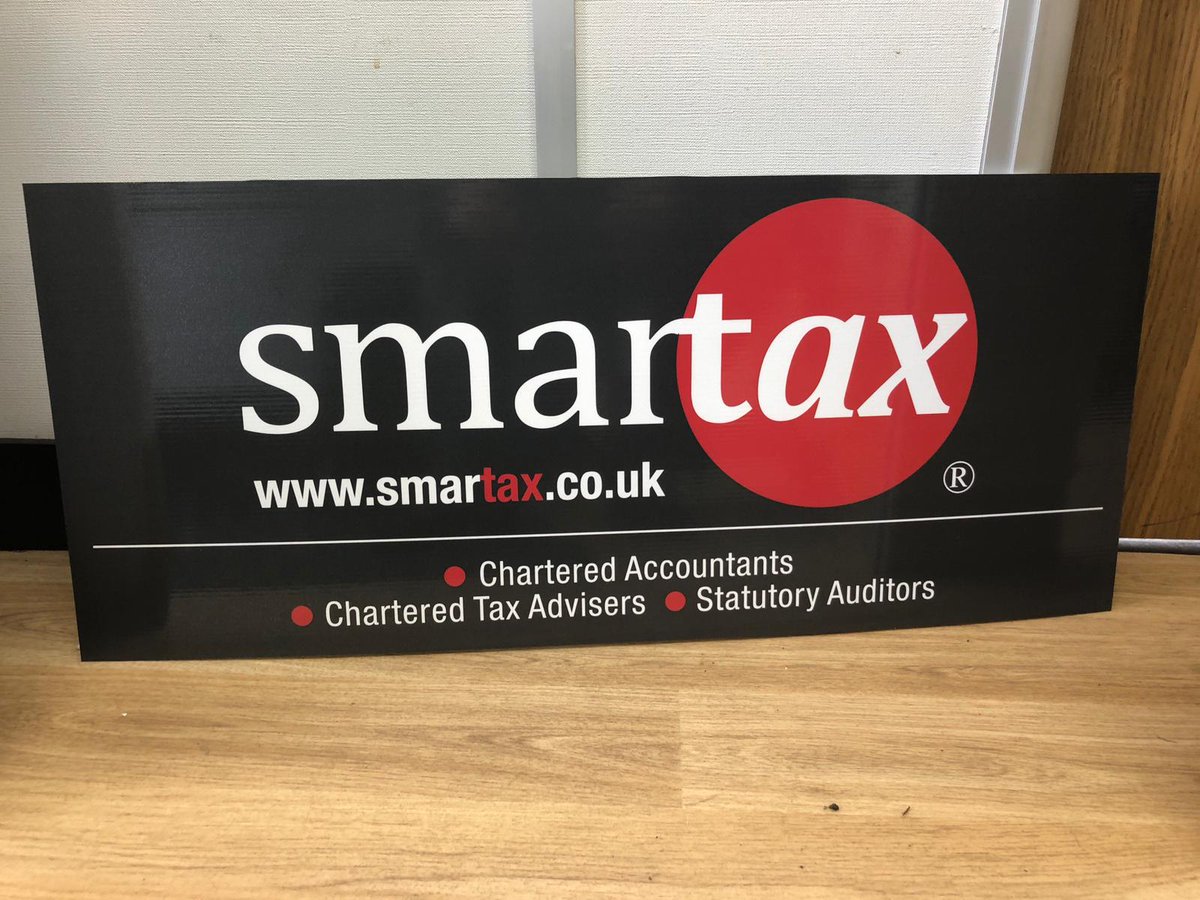 smartax
www.smartax.co.uk ®
● Chartered Accountants
● Chartered Tax Advisers ● Statutory Auditors